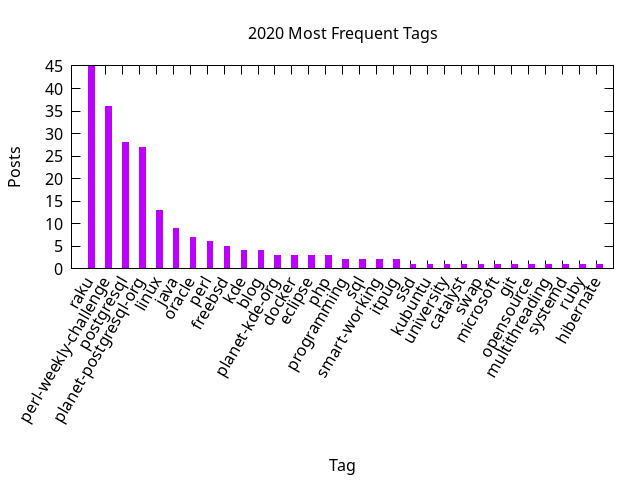 2020 Most Frequent Tags
Posts
45
40
35
30
25
20
15
10
5
0
raku
perl-weekly-challenge
postgresql
planet-postgresql-org
linux
java
oracle
perl
freebsd
kde
blog
planet-kde-org
docker
eclipse
php
programming
sql
smart-working
itpug
ssd
kubuntu
university
catalyst
swap
microsoft
git
opensource
multithreading
systemd
ruby
hibernate
Tag